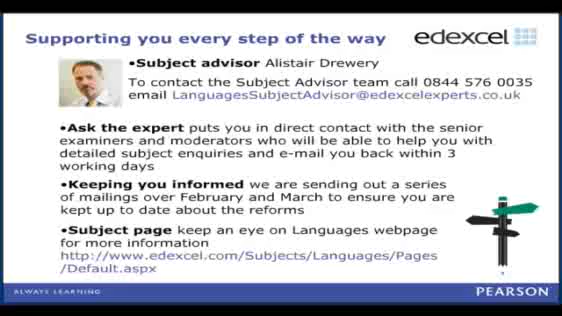 Supporting you every step of the way
edexcel
•Subject advisor Alistair Drewery
To contact the Subject Advisor team call 0844 576 0035
email LanguagesSubjectAdvisor@edexcelexperts.co.uk
•Ask the expert puts you in direct contact with the senior
examiners and moderators who will be able to help you with
detailed subject enquiries and e-mail you back within 3
working days
•Keeping you informed we are sending out a series
of mailings over February and March to ensure you are
kept up to date about the reforms
•Subject page keep an eye on Languages webpage
for more information
http://www.edexcel.com/Subjects/Languages/Pages
/Default.aspx
ALWAYS LEARNING
PEARSON